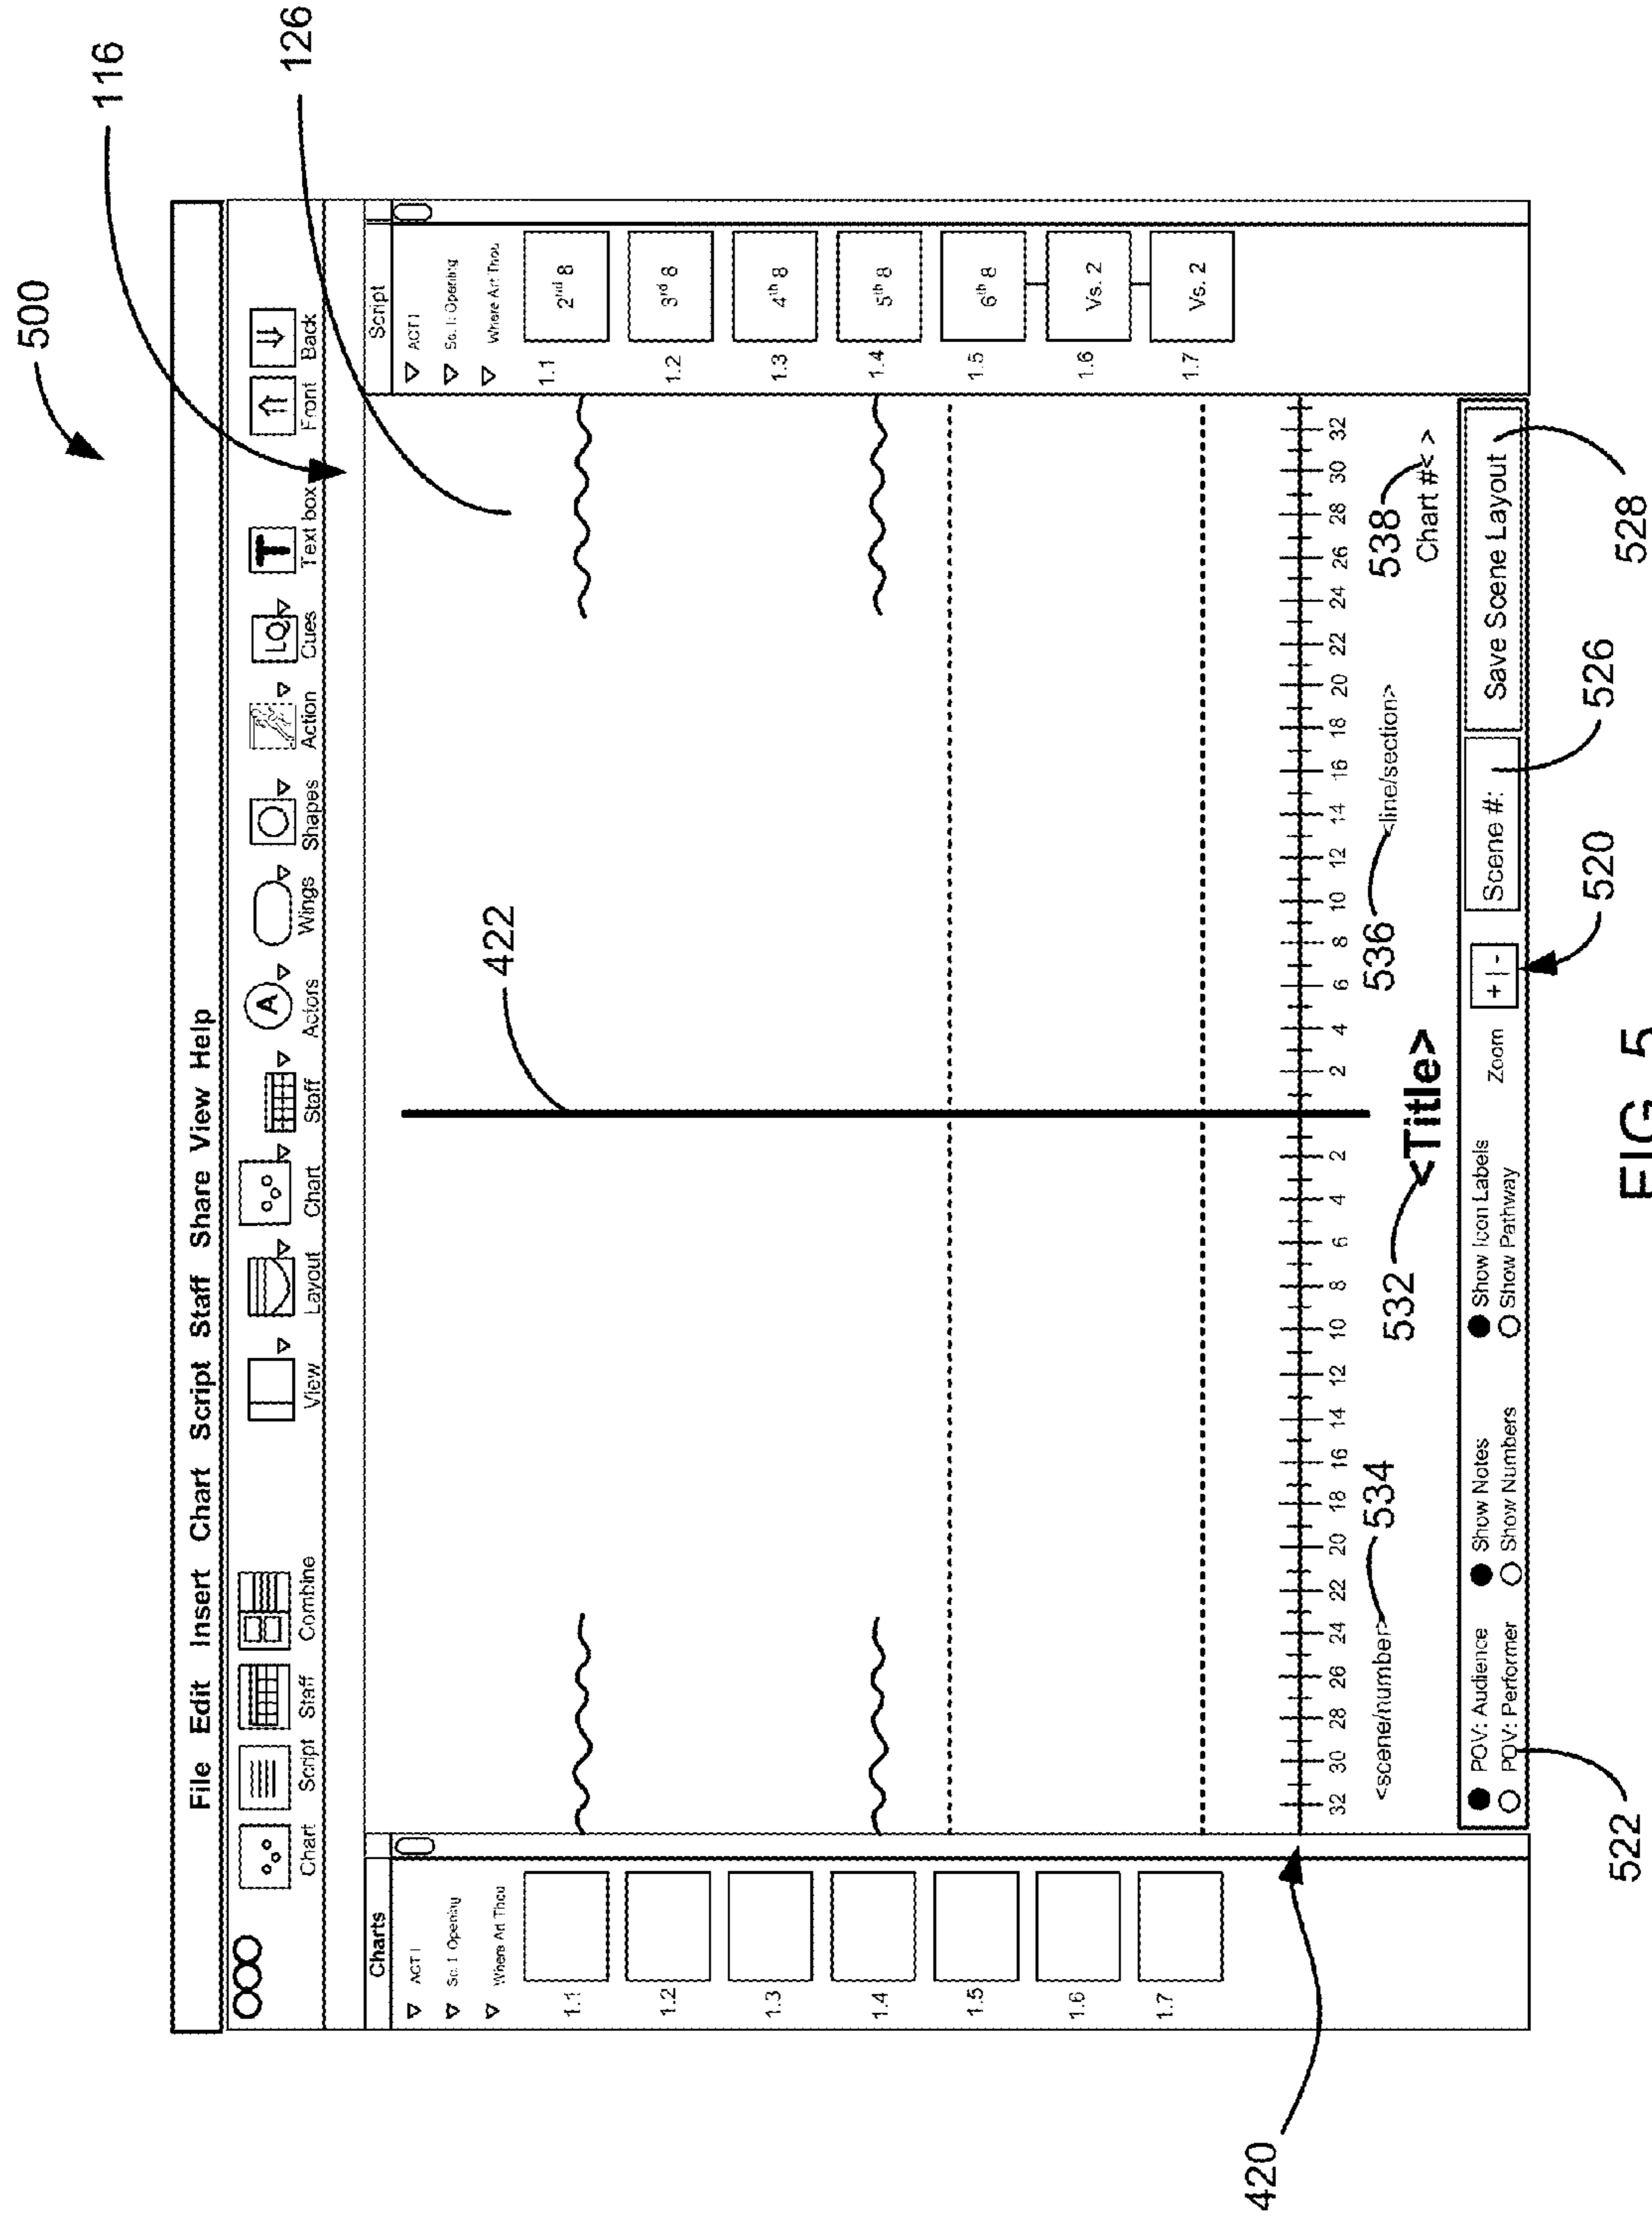 500
116
126
File Edit Insert Chart Script Staff Share View Help
Chart Script Staff Combine View Layout Chart Staff Actors Wings Shapes Action Cues Text box Front Back
A LQ T
Charts
ACT I
Sc. 1 Opening
Where Art Thou
1.1
1.2
1.3
1.4
1.5
1.6
1.7
422
Script
ACT I
Sc. I: Opening
Where Art Thou
1.1 2nd 8
1.2 3rd 8
1.3 4th 8
1.4 5th 8
1.5 6th 8
1.6 Vs. 2
1.7 Vs. 2
420
32 30 28 26 24 22 20 18 16 14 12 10 8 6 4 2 2 4 6 8 10 12 14 16 18 20 22 24 26 28 30 32
<scene/number> 534
532 <Title>
536 <line/section>
538
Chart #< >
POV: Audience Show Notes Show Icon Labels
POV: Performer Show Numbers Show Pathway
Zoom + | - Scene #: Save Scene Layout
522
520
526
528
FIG. 5